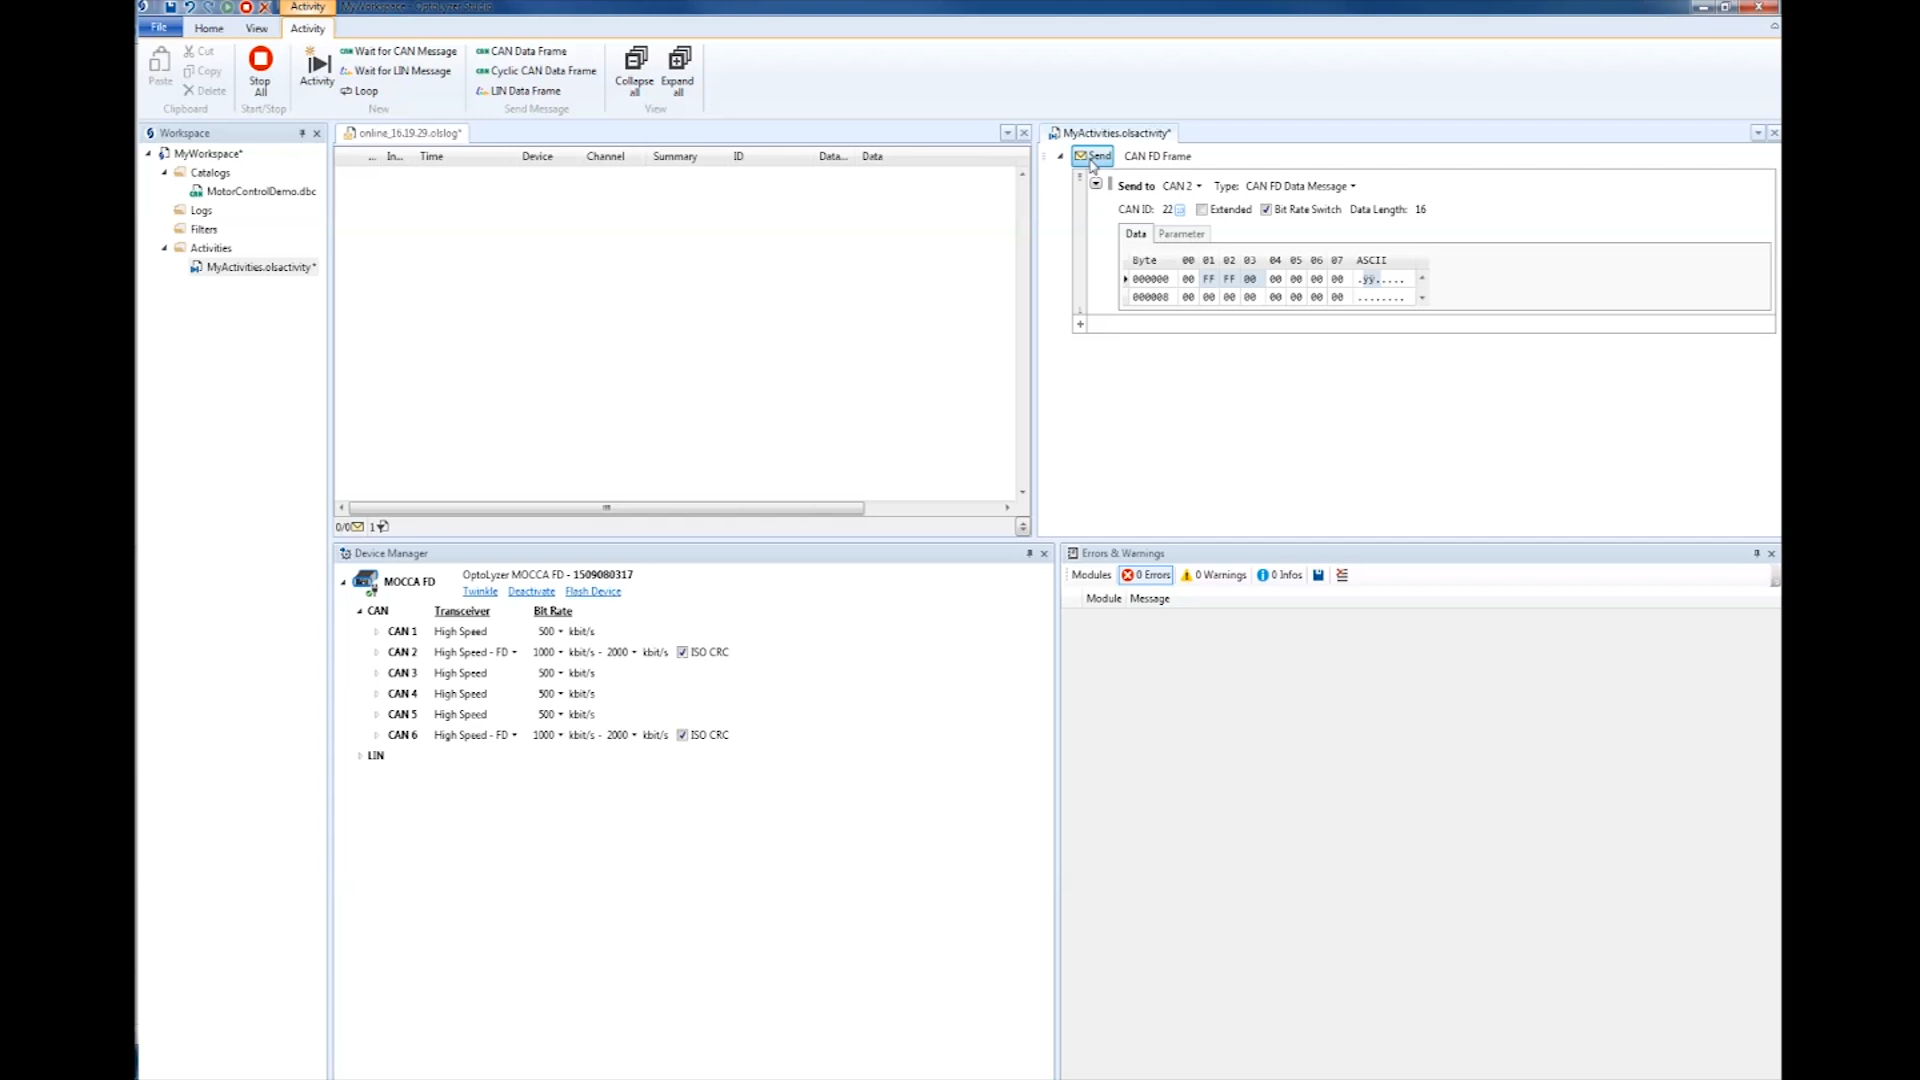 Activity MyWorkspace - OptoLyzer Studio
File Home View Activity
Paste Cut Copy Delete Clipboard
Stop All Start/Stop
Activity Wait for CAN Message Wait for LIN Message Loop New
CAN Data Frame Cyclic CAN Data Frame LIN Data Frame Send Message
Collapse all Expand all View
Workspace
MyWorkspace*
Catalogs
MotorControlDemo.dbc
Logs
Filters
Activities
MyActivities.olsactivity*
online_16.19.29.olslog*
... In... Time Device Channel Summary ID Data... Data
0/0 1
MyActivities.olsactivity*
Send CAN FD Frame
Send to CAN 2 Type: CAN FD Data Message
CAN ID: 22 Extended Bit Rate Switch Data Length: 16
Data Parameter
Byte 00 01 02 03 04 05 06 07 ASCII
000000 00 FF FF 00 00 00 00 00 .ÿÿ.....
000008 00 00 00 00 00 00 00 00 ........
+
Device Manager
MOCCA FD OptoLyzer MOCCA FD - 1509080317
Twinkle Deactivate Flash Device
CAN Transceiver Bit Rate
CAN 1 High Speed 500 kbit/s
CAN 2 High Speed - FD 1000 kbit/s - 2000 kbit/s ISO CRC
CAN 3 High Speed 500 kbit/s
CAN 4 High Speed 500 kbit/s
CAN 5 High Speed 500 kbit/s
CAN 6 High Speed - FD 1000 kbit/s - 2000 kbit/s ISO CRC
LIN
Errors & Warnings
Modules 0 Errors 0 Warnings 0 Infos
Module Message